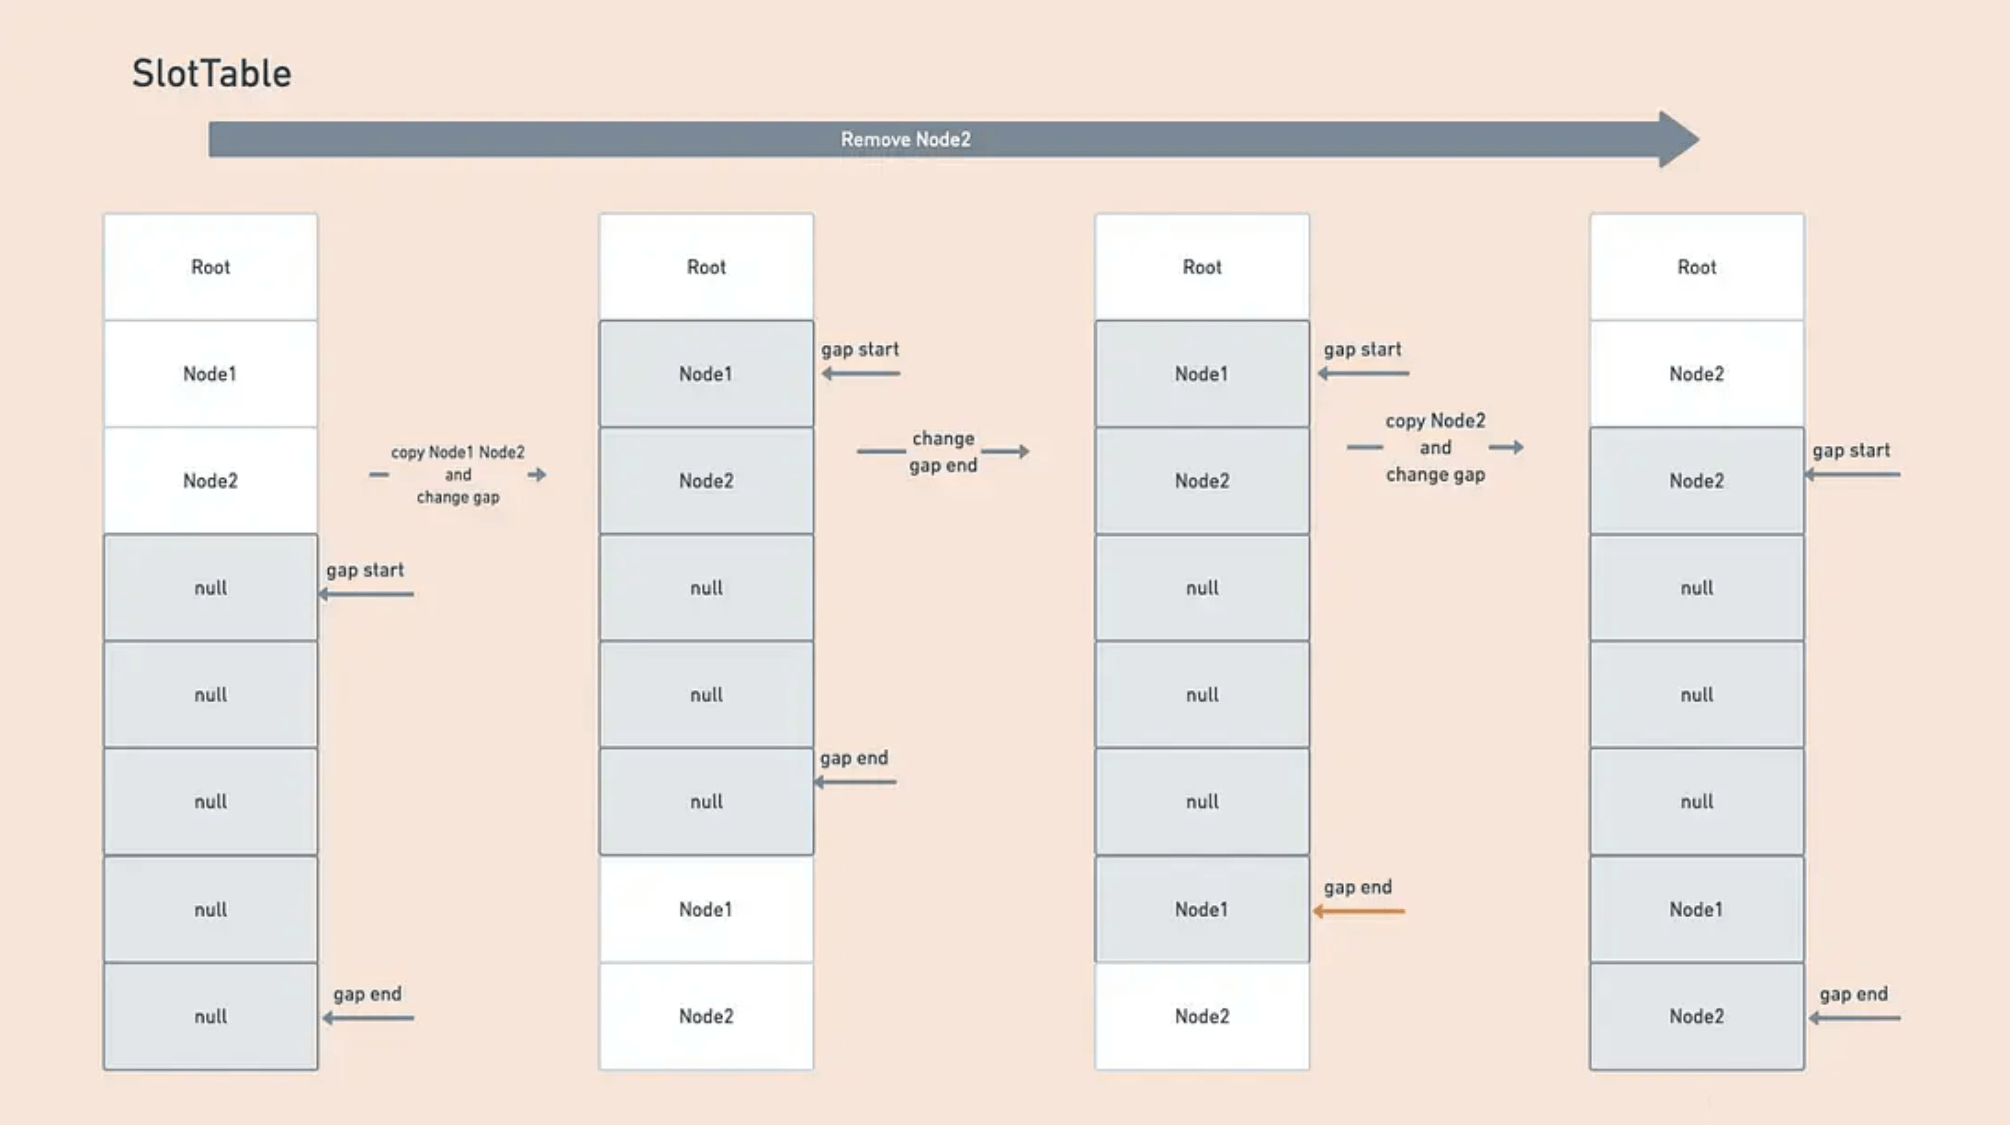 SlotTable
Remove Node2
Root
Node1
Node2
null
null
null
null
null
gap start
gap end
copy Node1 Node2
and
change gap
Root
Node1
Node2
null
null
null
Node1
Node2
gap start
gap end
change
gap end
Root
Node1
Node2
null
null
null
Node1
Node2
gap start
gap end
copy Node2
and
change gap
Root
Node2
Node2
null
null
null
Node1
Node2
gap start
gap end